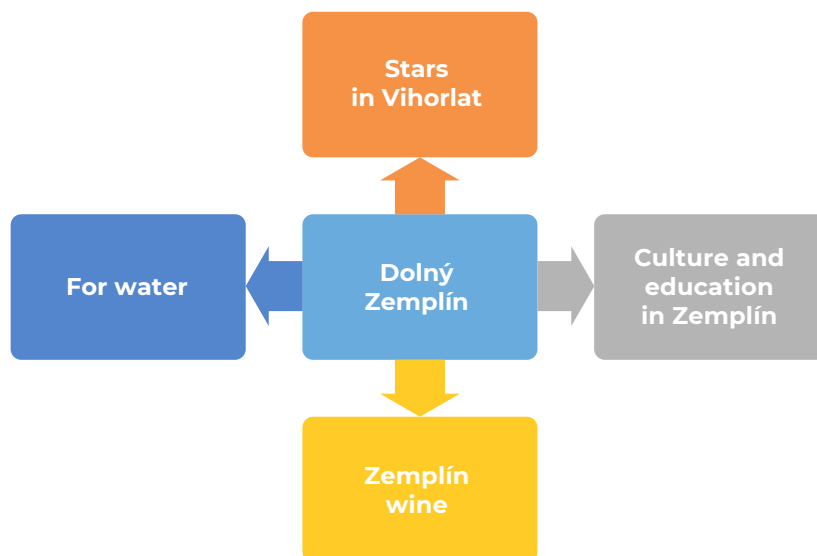 Stars
in Vihorlat
For water
Dolný
Zemplín
Culture and
education
in Zemplín
Zemplín
wine